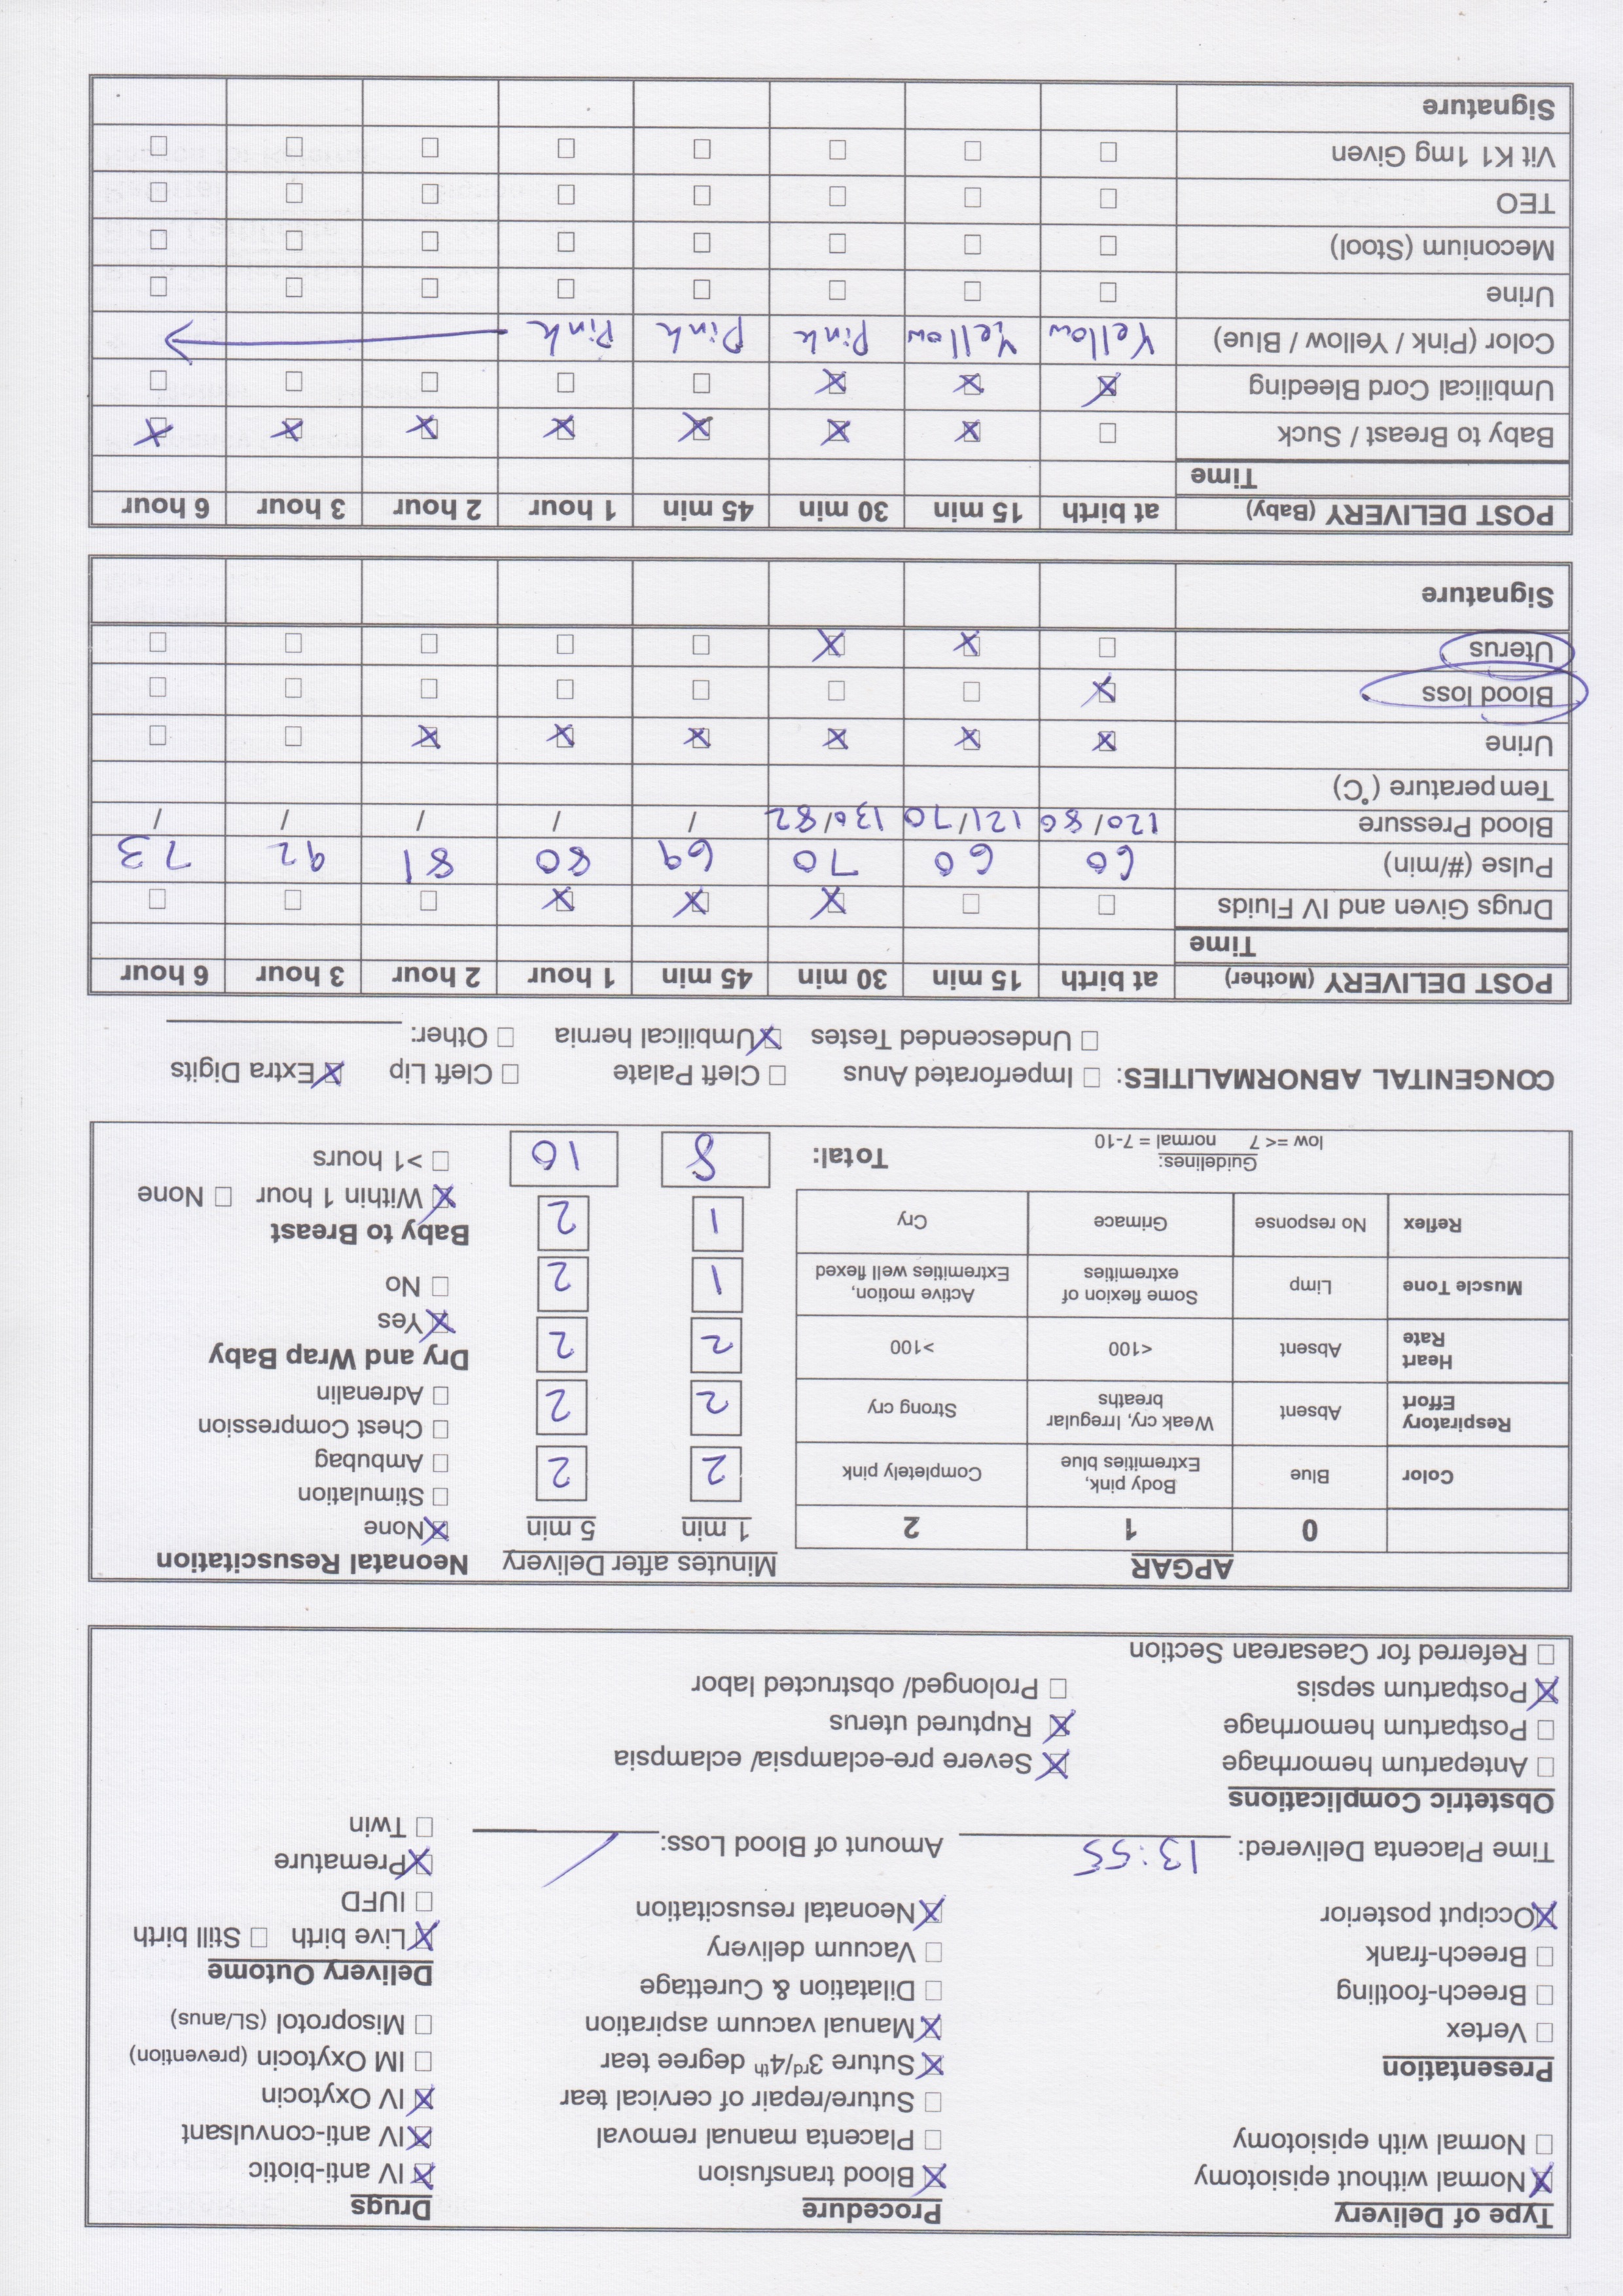 Type of Delivery Procedure Drugs
☒ Normal without episiotomy ☒ Blood transfusion ☒ IV anti-biotic
☐ Normal with episiotomy ☐ Placenta manual removal ☒ IV anti-convulsant
☐ Suture/repair of cervical tear ☒ IV Oxytocin
Presentation ☒ Suture 3rd/4th degree tear ☐ IM Oxytocin (prevention)
☐ Vertex ☒ Manual vacuum aspiration ☐ Misoprotol (SL/anus)
☐ Breech-footling ☐ Dilatation & Curettage Delivery Outome
☐ Breech-frank ☐ Vacuum delivery ☒ Live birth ☐ Still birth
☒ Occiput posterior ☒ Neonatal resuscitation ☐ IUFD
☒ Premature
Time Placenta Delivered: 13:55 Amount of Blood Loss: /
☐ Twin
Obstetric Complications
☐ Antepartum hemorrhage ☒ Severe pre-eclampsia/ eclampsia
☐ Postpartum hemorrhage ☒ Ruptured uterus
☒ Postpartum sepsis ☐ Prolonged/ obstructed labor
☐ Referred for Caesarean Section
APGAR Minutes after Delivery Neonatal Resuscitation
0 1 2 1 min 5 min ☒ None
☐ Stimulation
Color Blue Body pink, Extremities blue Completely pink 2 2 ☐ Ambubag
☐ Chest Compression
Respiratory Effort Absent Weak cry, Irregular breaths Strong cry 2 2 ☐ Adrenalin
Dry and Wrap Baby
Heart Rate Absent <100 >100 2 2 ☒ Yes
Muscle Tone Limp Some flexion of extremities Active motion, Extremities well flexed 1 2 ☐ No
Reflex No response Grimace Cry 1 2 Baby to Breast
☒ Within 1 hour ☐ None
Guidelines: Total: 8 10 ☐ >1 hours
low =< 7 normal = 7-10
CONGENITAL ABNORMALITIES: ☐ Imperforated Anus ☐ Cleft Palate ☐ Cleft Lip ☒ Extra Digits
☐ Undescended Testes ☒ Umbilical hernia ☐ Other:
POST DELIVERY (Mother) at birth 15 min 30 min 45 min 1 hour 2 hour 3 hour 6 hour
Time
Drugs Given and IV Fluids ☐ ☐ ☒ ☒ ☒ ☐ ☐ ☐
Pulse (#/min) 60 60 70 69 80 81 92 73
Blood Pressure 120/80 121/70 130/82 / / / / /
Temperature (°C)
Urine ☒ ☒ ☒ ☒ ☒ ☒ ☐ ☐
Blood loss ☒ ☐ ☐ ☐ ☐ ☐ ☐ ☐
Uterus ☐ ☒ ☒ ☐ ☐ ☐ ☐ ☐
Signature
POST DELIVERY (Baby) at birth 15 min 30 min 45 min 1 hour 2 hour 3 hour 6 hour
Time
Baby to Breast / Suck ☐ ☒ ☒ ☒ ☒ ☒ ☒ ☒
Umbilical Cord Bleeding ☒ ☒ ☒ ☐ ☐ ☐ ☐ ☐
Color (Pink / Yellow / Blue) Yellow Yellow Pink Pink Pink →
Urine ☐ ☐ ☐ ☐ ☐ ☐ ☐ ☐
Meconium (Stool) ☐ ☐ ☐ ☐ ☐ ☐ ☐ ☐
TEO ☐ ☐ ☐ ☐ ☐ ☐ ☐ ☐
Vit K1 1mg Given ☐ ☐ ☐ ☐ ☐ ☐ ☐ ☐
Signature